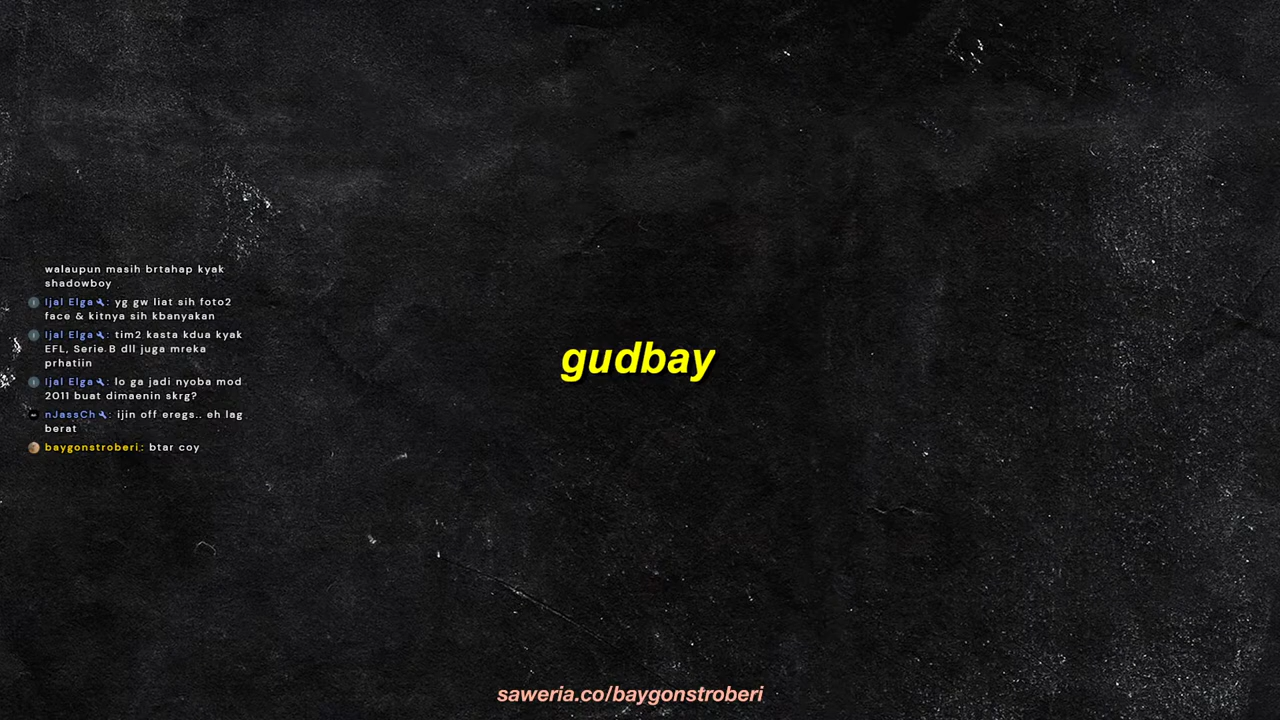 walaupun masih brtahap kyak
shadowboy
Ijal Elga: yg gw liat sih foto2
face & kitnya sih kbanyakan
Ijal Elga: tim2 kasta kdua kyak
EFL, Serie B dll juga mreka
prhatiin
Ijal Elga: lo ga jadi nyoba mod
2011 buat dimaenin skrg?
nJassCh: ijin off eregs.. eh lag
berat
baygonstroberi: btar coy
gudbay
saweria.co/baygonstroberi